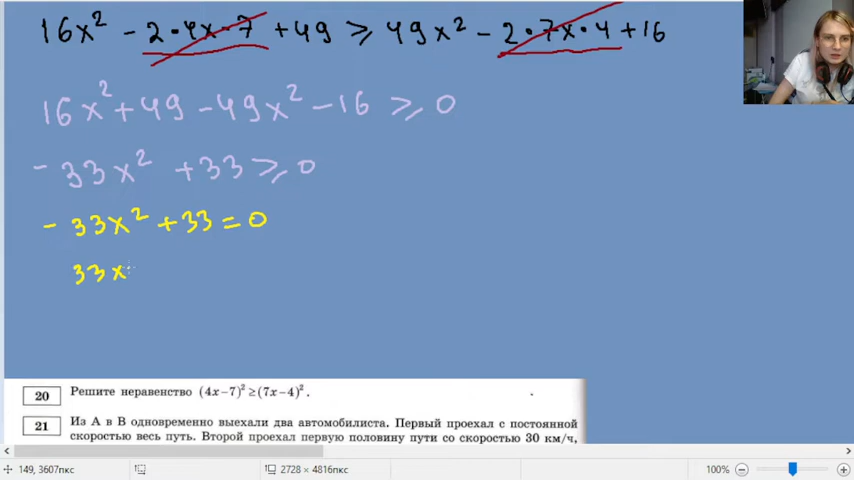 16x² - 2·4x·7 + 49 ⩾ 49x² - 2·7x·4 + 16
16x² + 49 - 49x² - 16 ⩾ 0
- 33x² + 33 ⩾ 0
- 33x² + 33 = 0
33x
20 Решите неравенство (4x−7)² ≥ (7x−4)².
21 Из А в В одновременно выехали два автомобилиста. Первый проехал с постоянной
скоростью весь путь. Второй проехал первую половину пути со скоростью 30 км/ч,
149, 3607пкс 2728 × 4816пкс 100%